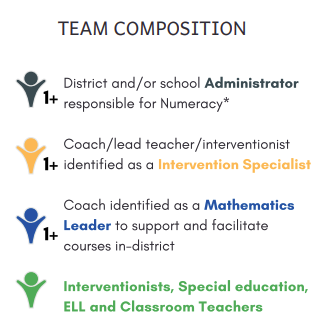 TEAM COMPOSITION
1+ District and/or school Administrator
responsible for Numeracy*
Coach/lead teacher/interventionist
1+ identified as a Intervention Specialist
Coach identified as a Mathematics
Leader to support and facilitate
1+ courses in-district
Interventionists, Special education,
ELL and Classroom Teachers